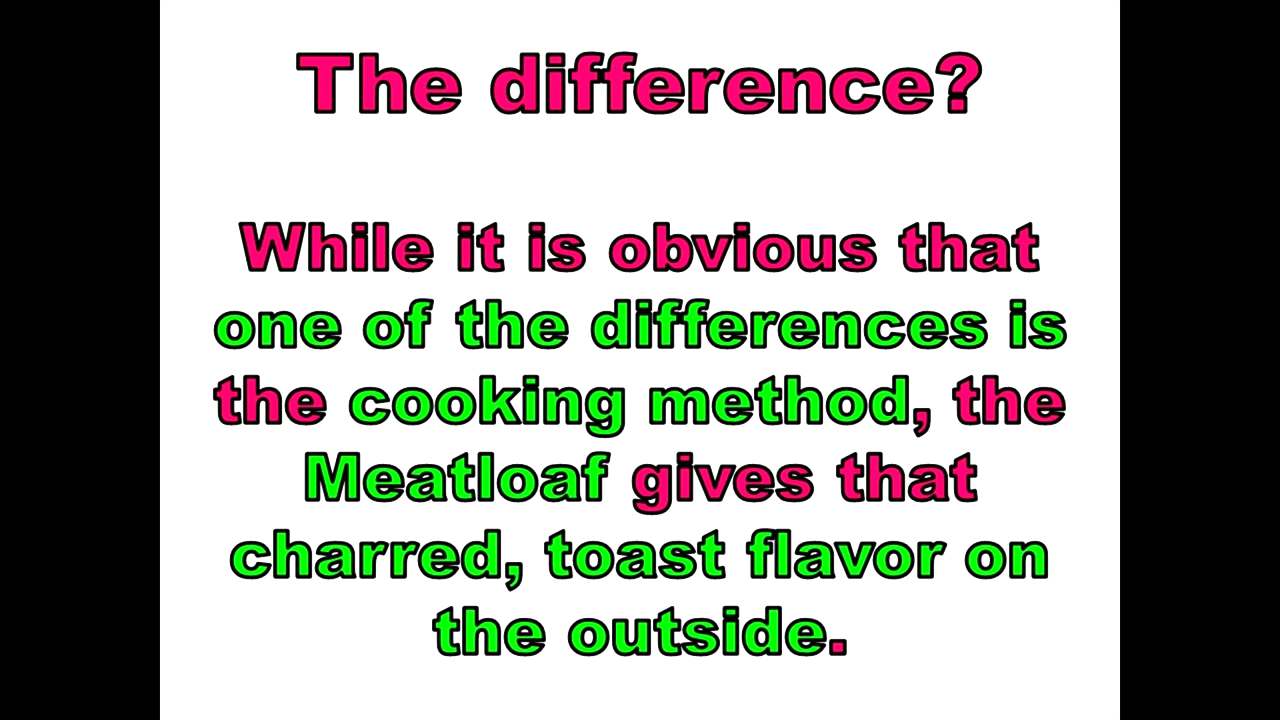 The difference?
While it is obvious that
one of the differences is
the cooking method, the
Meatloaf gives that
charred, toast flavor on
the outside.